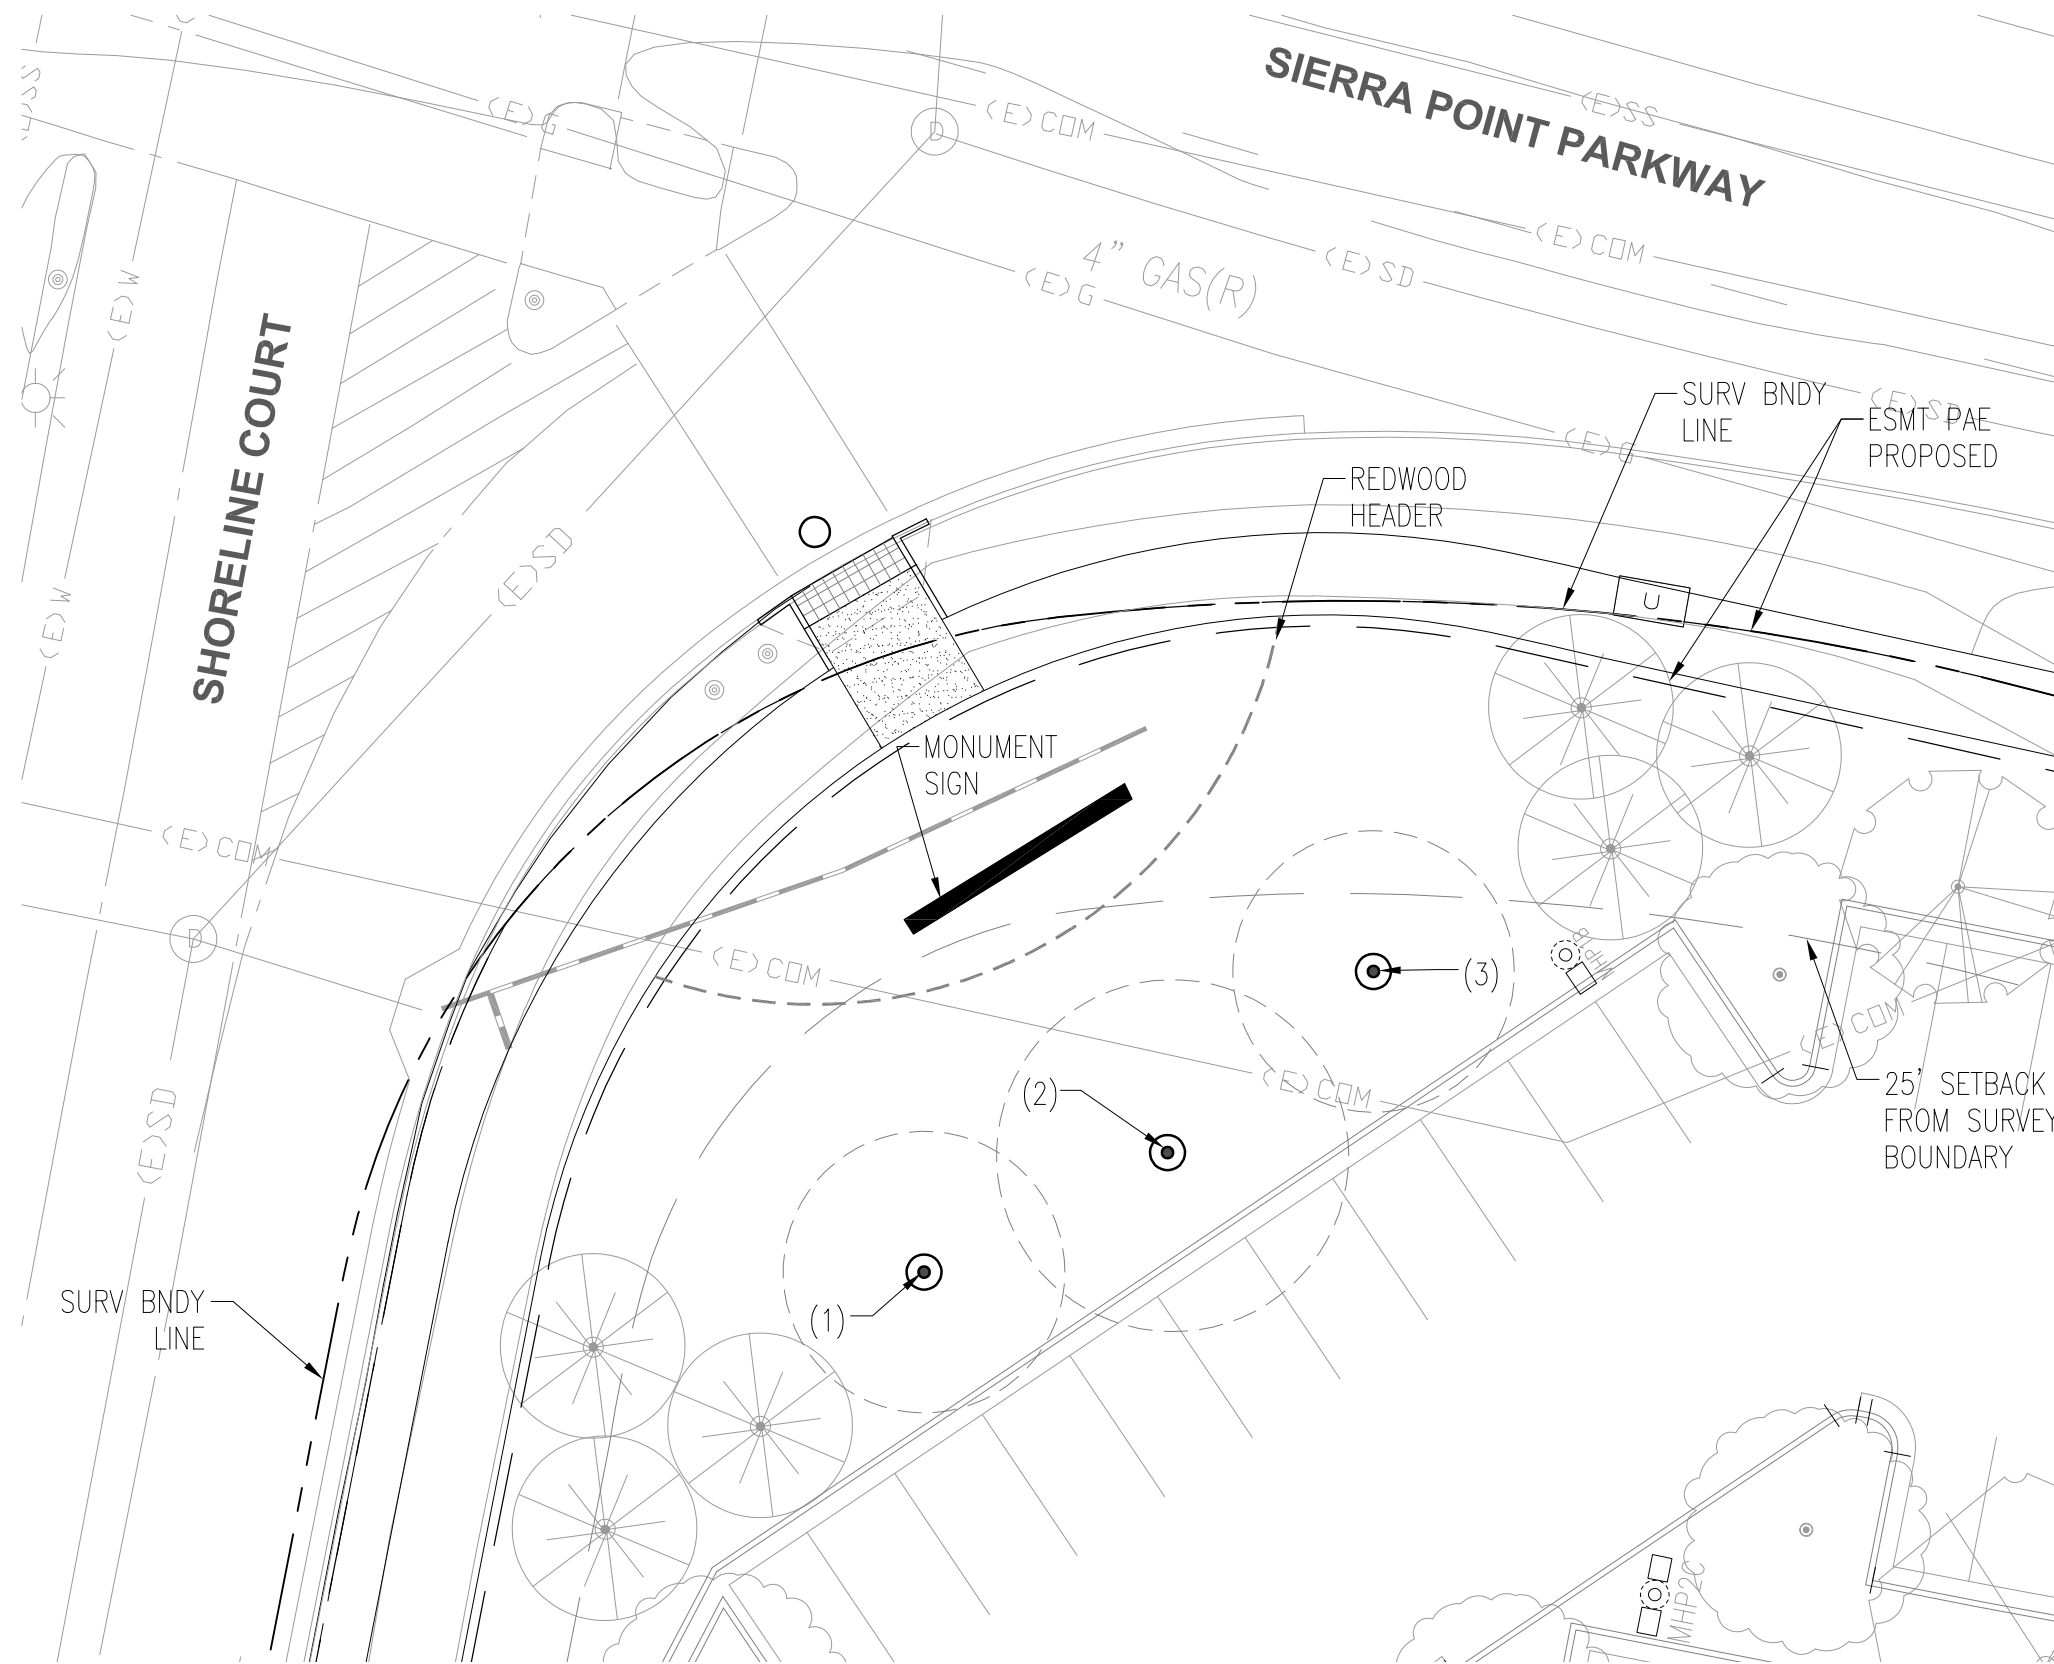 SIERRA POINT PARKWAY
(E)SS
(E)SS
(E)G
D
(E)COM
(E)COM
4" GAS(R)
(E)SD
(E)G
(E)W
SHORELINE COURT
SURV BNDY
LINE
(E)SD
ESMT PAE
PROPOSED
(E)G
REDWOOD
HEADER
(E)SD
U
(E)W
MONUMENT
SIGN
(E)COM
D
(E)COM
(3)
(E)COM
25' SETBACK
FROM SURVEY
BOUNDARY
(E)COM
(2)
(E)SD
SURV BNDY
LINE
(1)